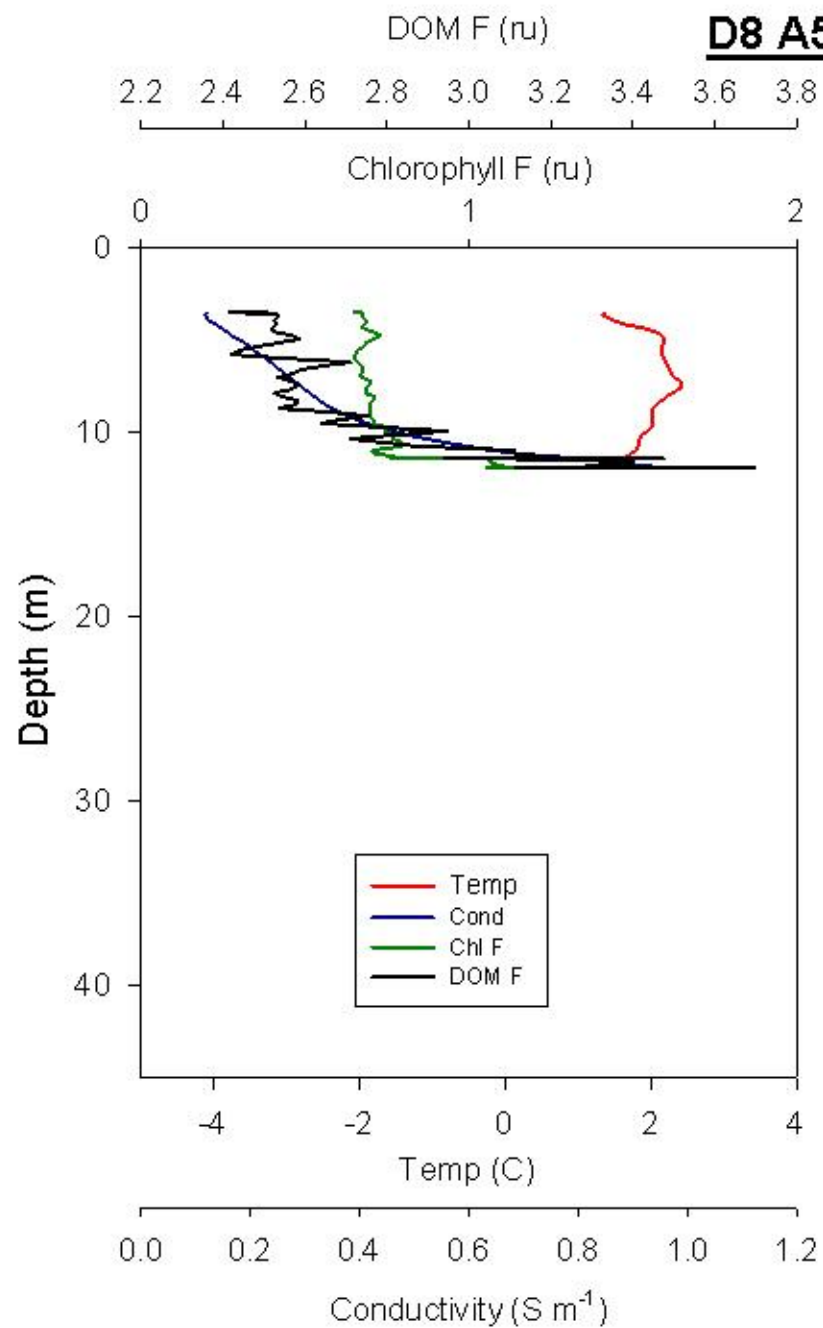 DOM F (ru)
D8 A5
2.2 2.4 2.6 2.8 3.0 3.2 3.4 3.6 3.8
Chlorophyll F (ru)
0 1 2
0
10
20
30
40
Depth (m)
Temp
Cond
Chl F
DOM F
-4 -2 0 2 4
Temp (C)
0.0 0.2 0.4 0.6 0.8 1.0 1.2
Conductivity (S m⁻¹)